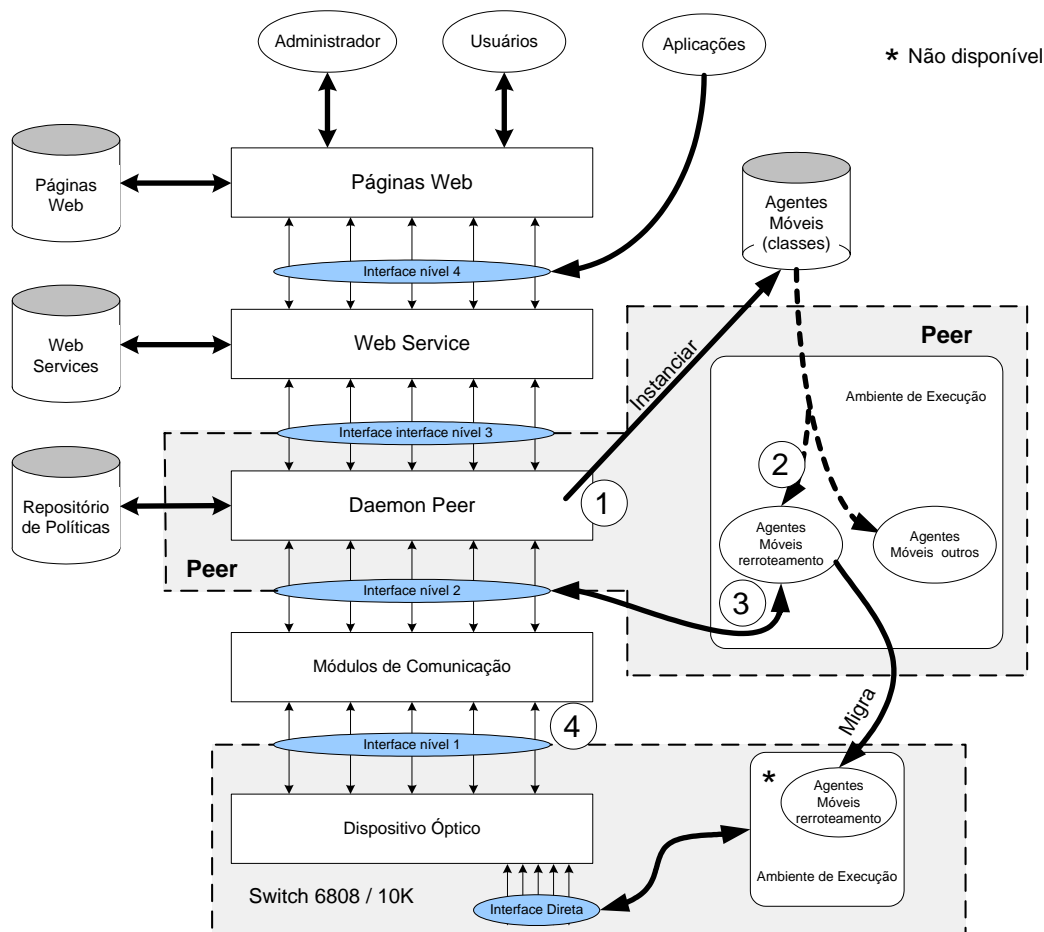 Administrador
Usuários
Aplicações
* Não disponível
Páginas
Web
Páginas Web
Agentes
Móveis
(classes)
Interface nível 4
Web
Services
Web Service
Instanciar
Peer
Ambiente de Execução
Interface interface nível 3
Repositório
de Políticas
Daemon Peer
1
2
Agentes
Móveis
rerroteamento
Agentes
Móveis outros
Peer
Interface nível 2
3
Módulos de Comunicação
Migra
4
Interface nível 1
*
Agentes
Móveis
rerroteamento
Dispositivo Óptico
Ambiente de Execução
Switch 6808 / 10K
Interface Direta